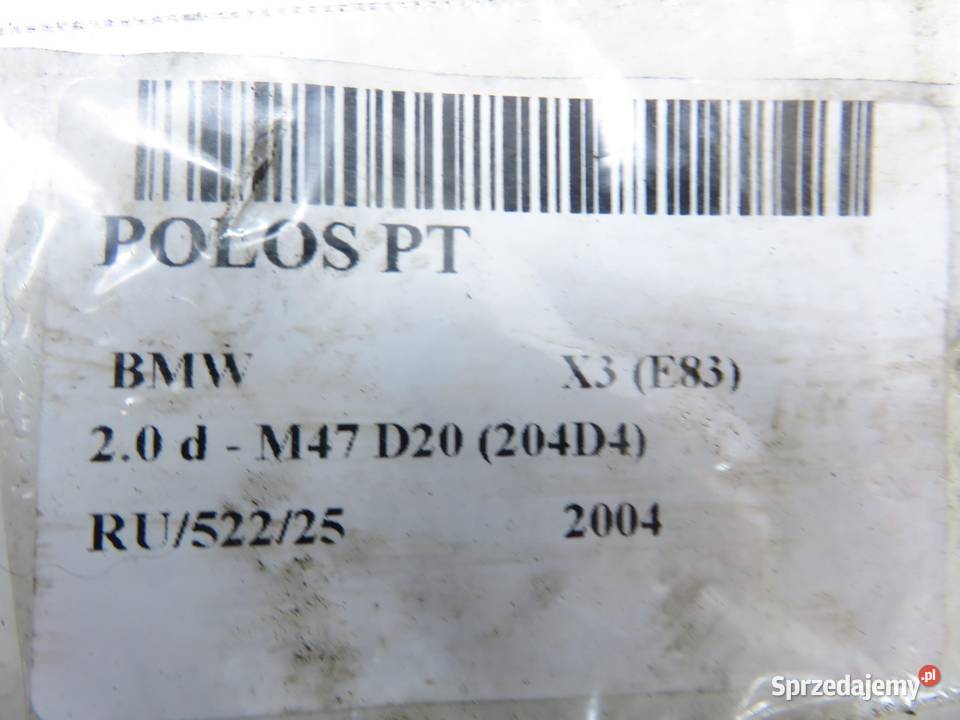 POLOS PT
BMW X3 (E83)
2.0 d - M47 D20 (204D4)
RU/522/25 2004
Sprzedajemy.pl